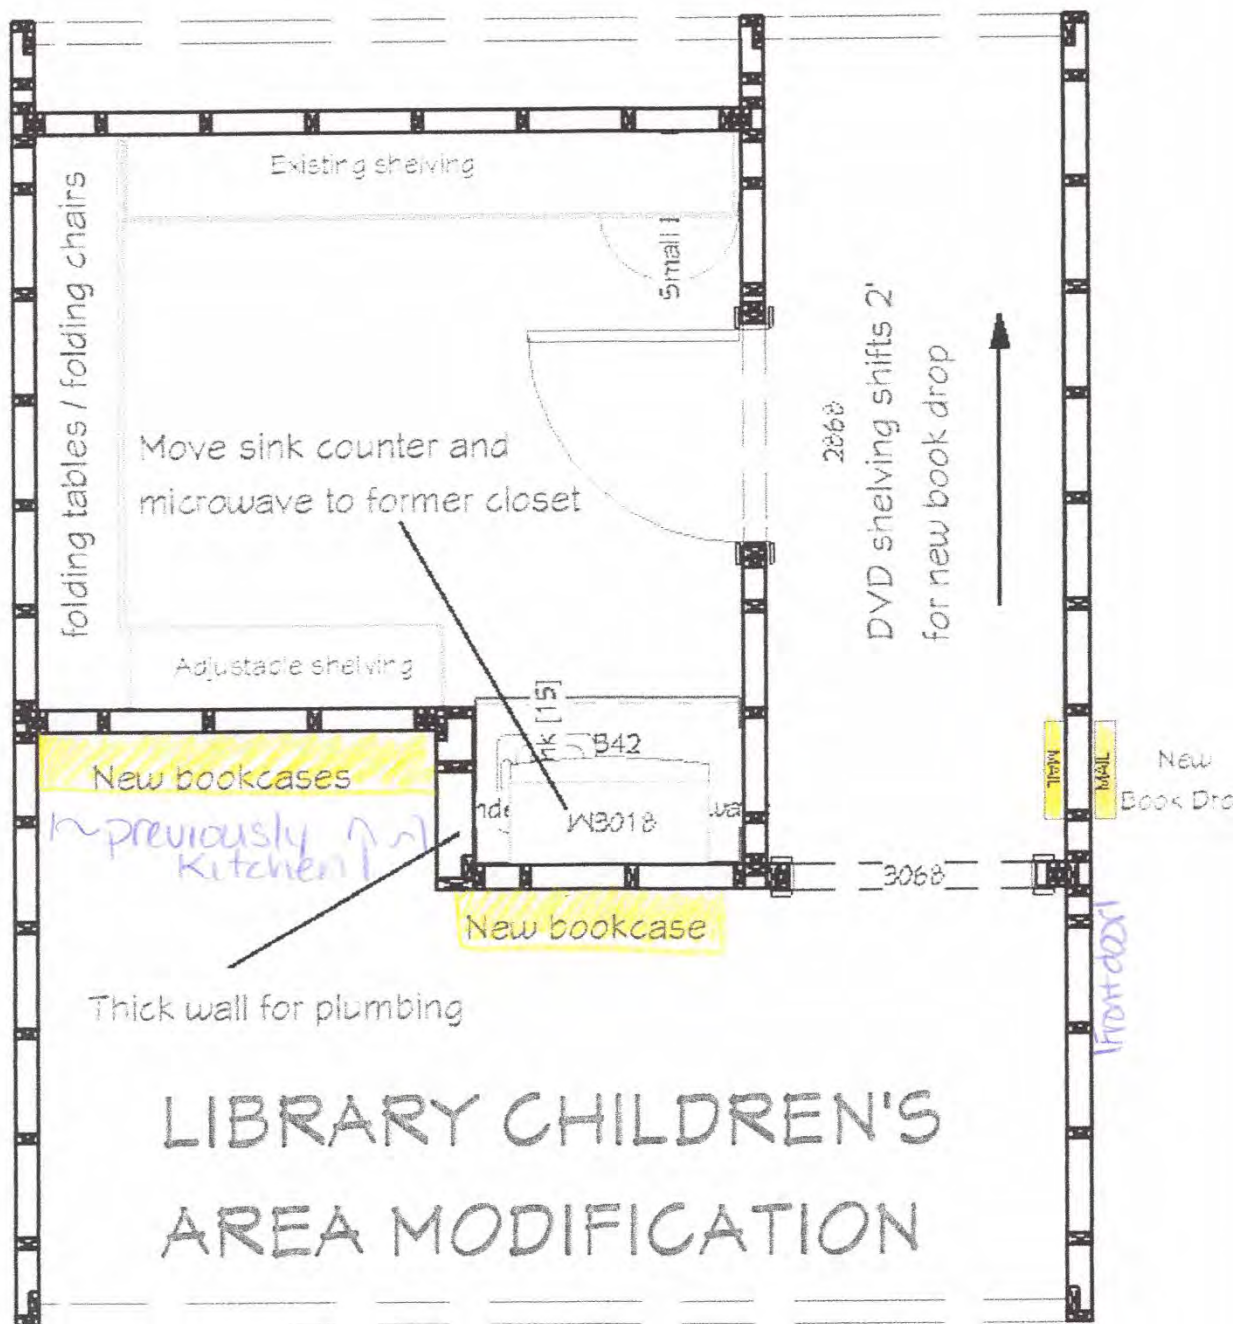 Existing shelving
folding tables / folding chairs
Small
Move sink counter and
microwave to former closet
2868
DVD shelving shifts 2'
for new book drop
Adjustable shelving
[15]
B42
W3018
New bookcases
~previously
Kitchen
MAIL
MAIL
New
Book Dro
3068
New bookcase
Front door
Thick wall for plumbing
LIBRARY CHILDREN'S
AREA MODIFICATION